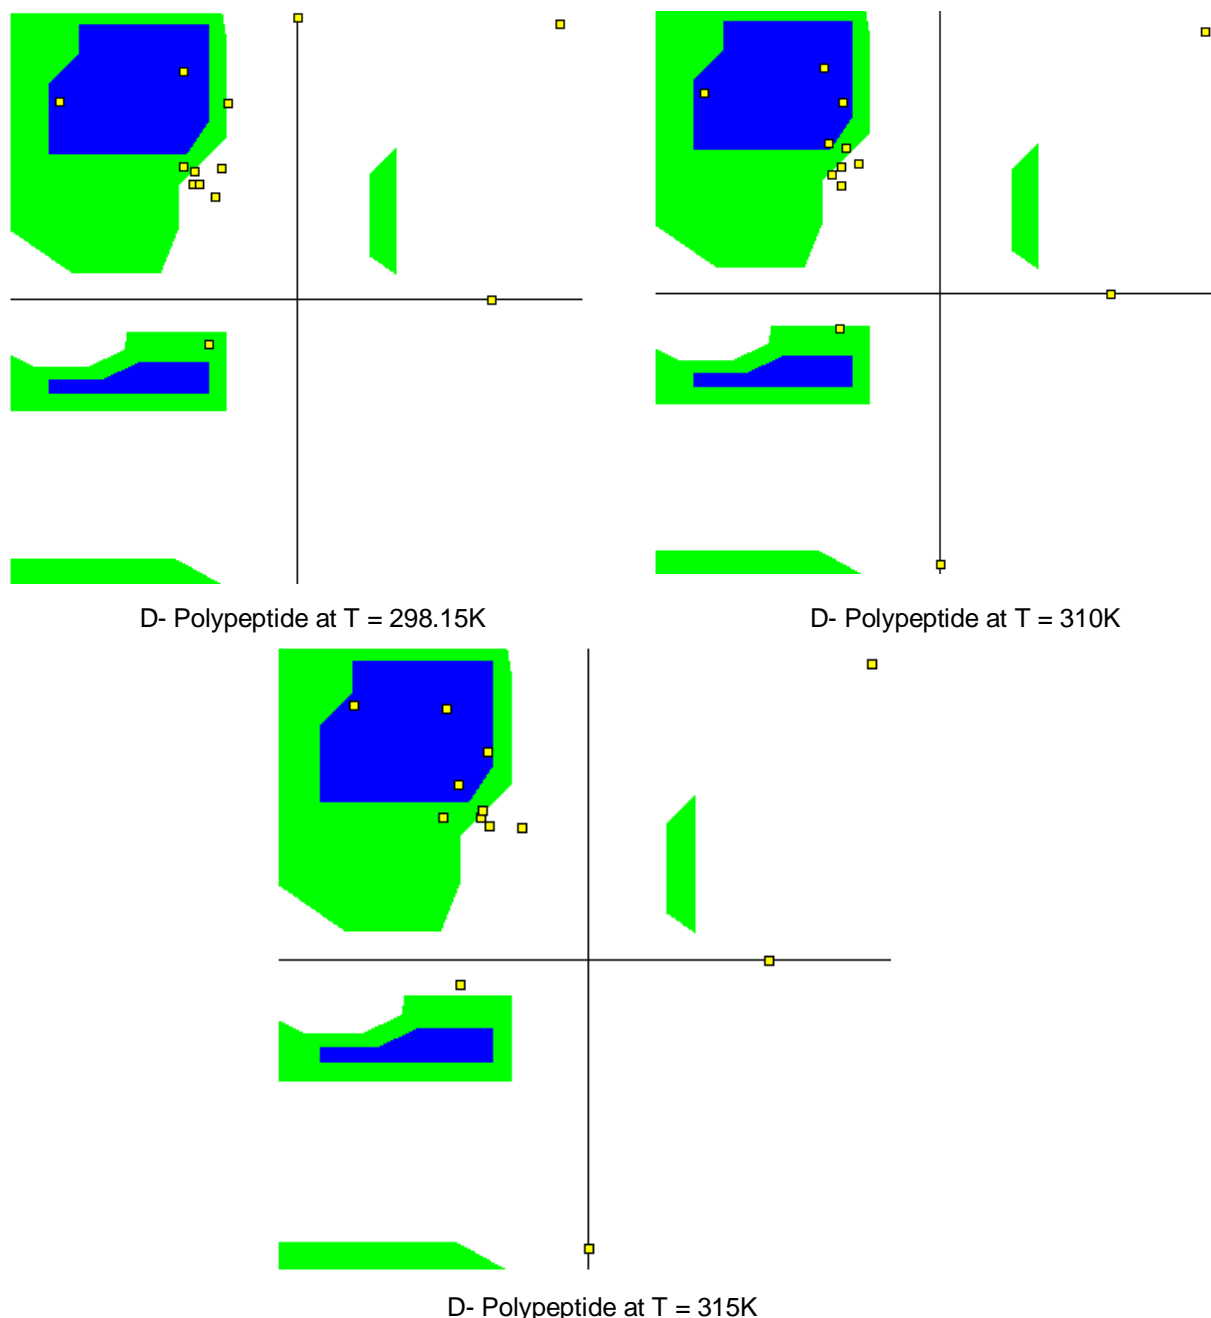 D- Polypeptide at T = 298.15K
D- Polypeptide at T = 310K
D- Polypeptide at T = 315K